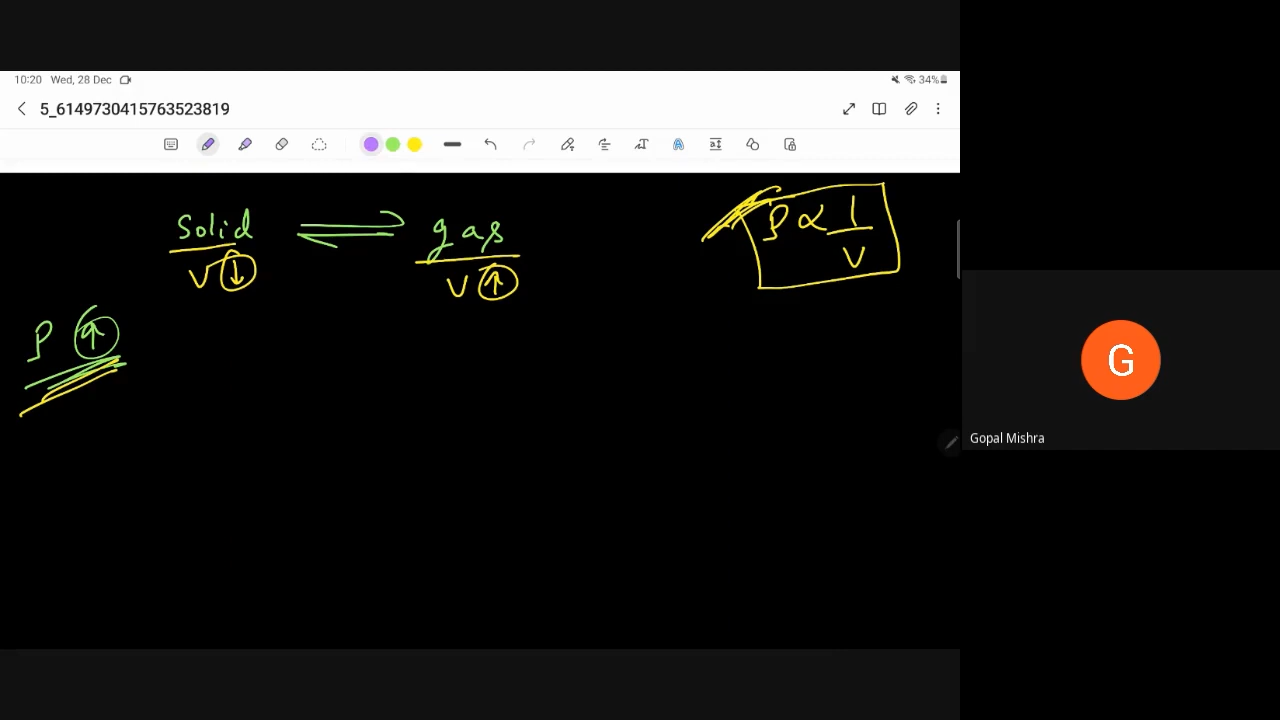 10:20 Wed, 28 Dec 34%
5_6149730415763523819
Solid ⇌ gas
V ↓ V ↑
P ∝ 1/V
P ↑
G
Gopal Mishra